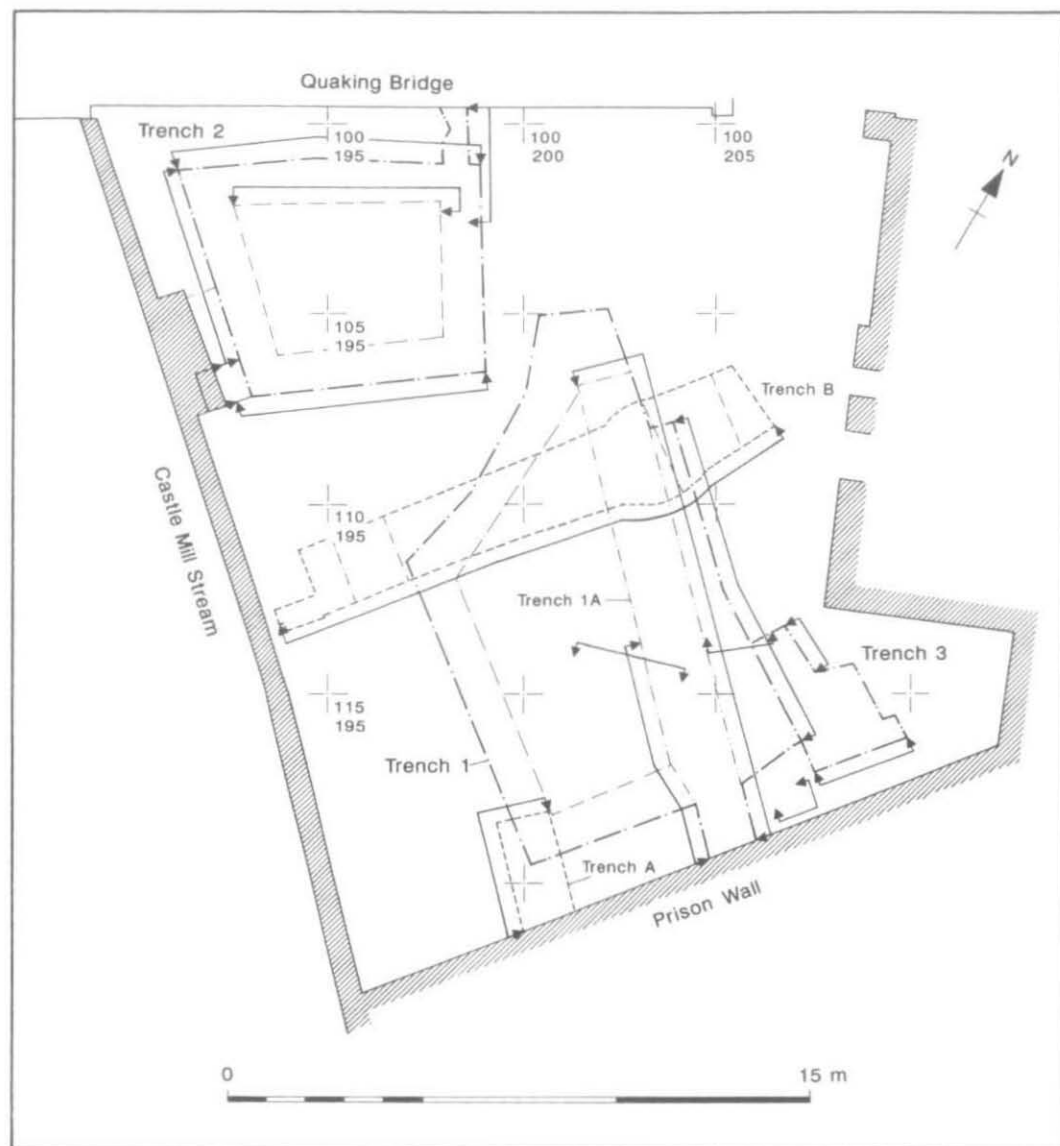 Quaking Bridge
Trench 2
100
195
100
200
100
205
N
105
195
Trench B
110
195
Castle Mill Stream
Trench 1A
Trench 3
115
195
Trench 1
Trench A
Prison Wall
0
15 m